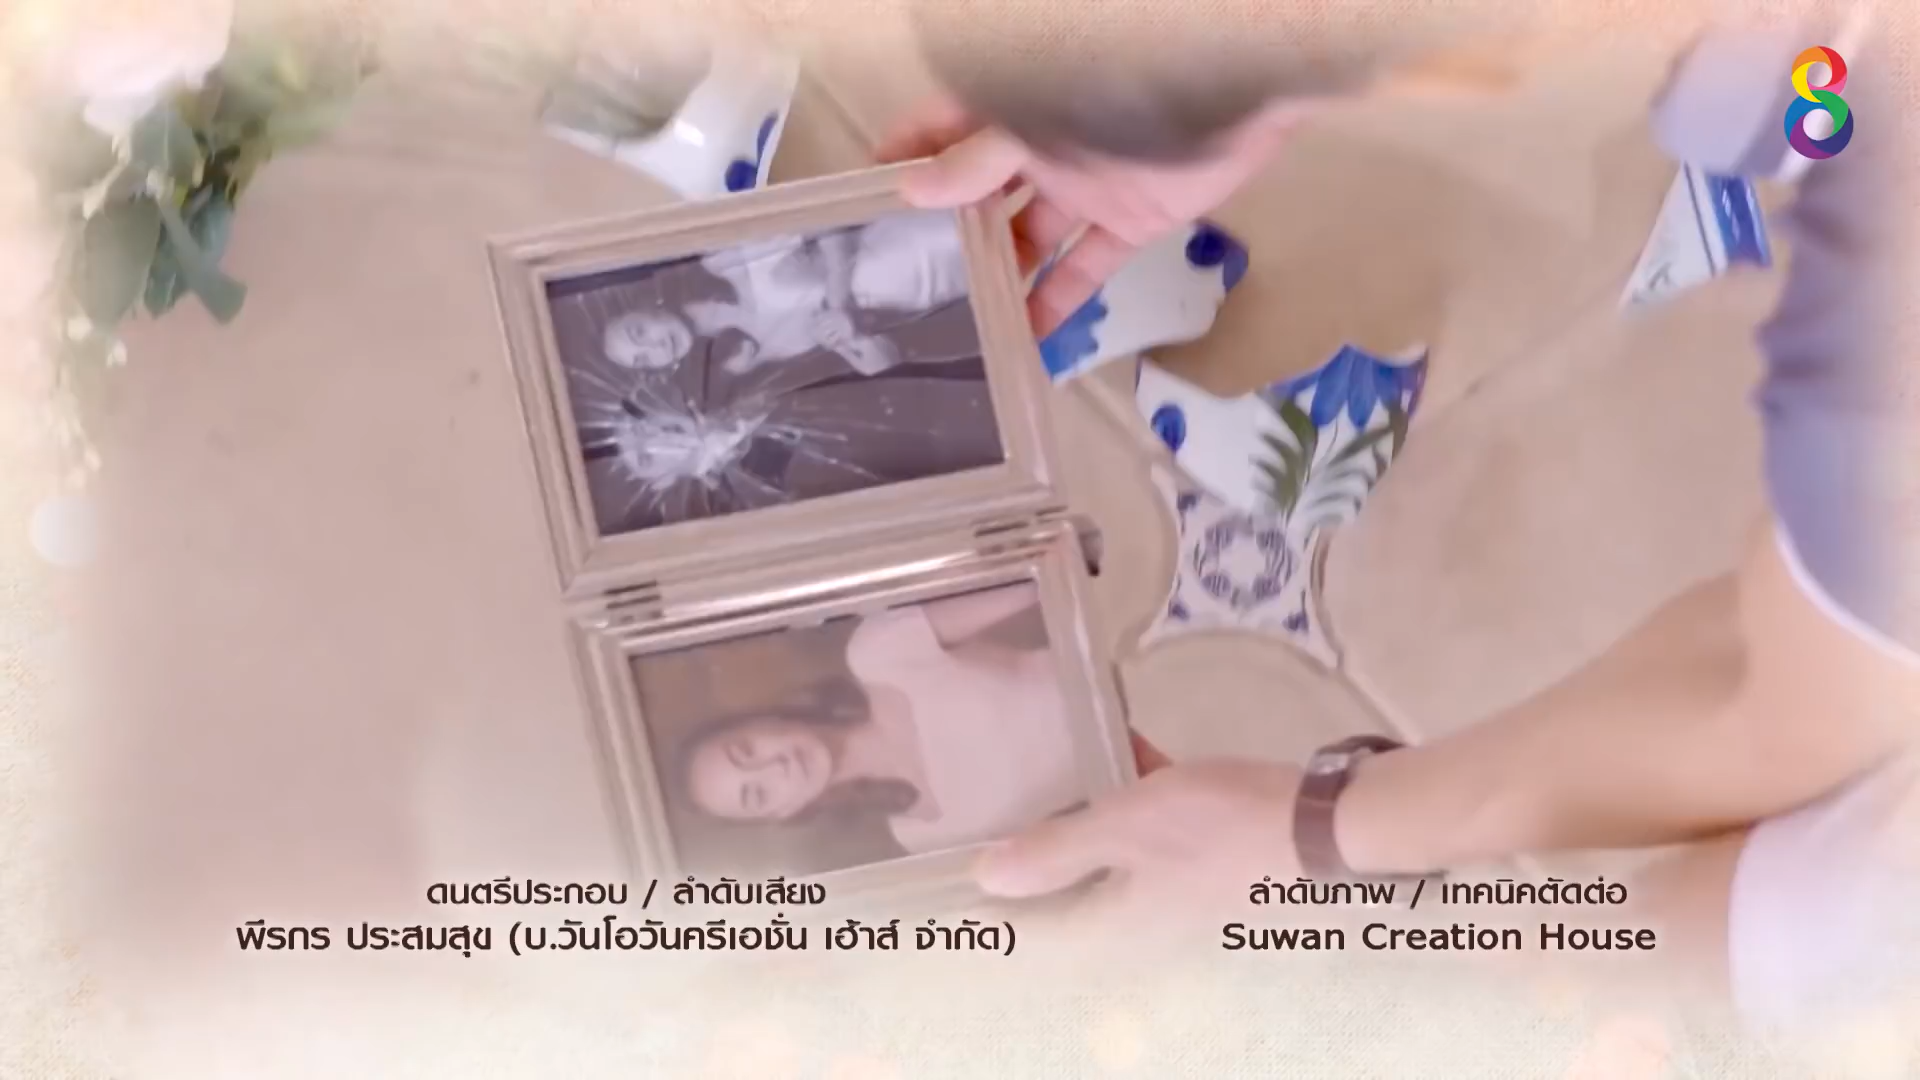 ดนตรีประกอบ / ลำดับเสียง
พีรกร ประสมสุข (บ.วันโอวันครีเอชั่น เฮ้าส์ จำกัด)
ลำดับภาพ / เทคนิคตัดต่อ
Suwan Creation House
8